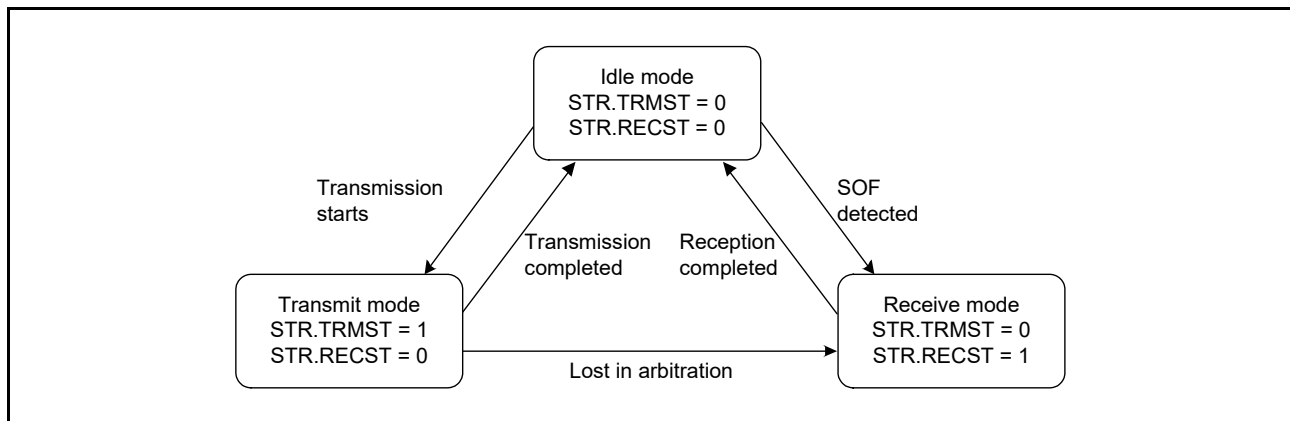 Idle mode
STR.TRMST = 0
STR.RECST = 0
Transmission
starts
SOF
detected
Transmission
completed
Reception
completed
Transmit mode
STR.TRMST = 1
STR.RECST = 0
Receive mode
STR.TRMST = 0
STR.RECST = 1
Lost in arbitration